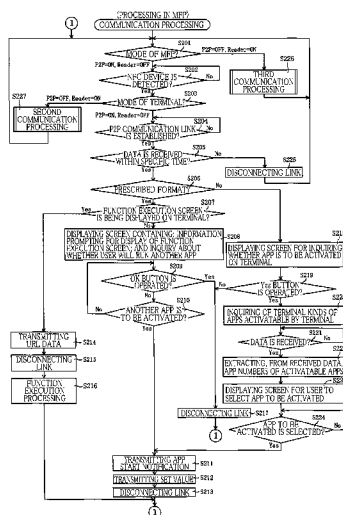 (PROCESSING IN MFP)
COMMUNICATION PROCESSING
1
S201
MODE OF MFP?
P2P=OFF, Reader=ON
P2P=ON, Reader=OFF
S226
THIRD
COMMUNICATION
PROCESSING
S202
NFC DEVICE IS
DETECTED?
No
Yes
S203
MODE OF TERMINAL?
P2P=OFF, Reader=ON
S227
SECOND
COMMUNICATION
PROCESSING
P2P=ON, Reader=OFF
S204
P2P COMMUNICATION LINK
IS ESTABLISHED?
No
Yes
S205
DATA IS RECEIVED
WITHIN SPECIFIC TIME?
No
Yes
S225
DISCONNECTING LINK
S206
PRESCRIBED FORMAT?
No
Yes
S207
FUNCTION EXECUTION SCREEN
IS BEING DISPLAYED ON TERMINAL?
Yes
No
S208
DISPLAYING SCREEN CONTAINING: INFORMATION
PROMPTING FOR DISPLAY OF FUNCTION
EXECUTION SCREEN; AND INQUIRY ABOUT
WHETHER USER WILL RUN ANOTHER APP
DISPLAYING SCREEN FOR INQUIRING
WHETHER APP IS TO BE ACTIVATED
ON TERMINAL
S209
OK BUTTON IS
OPERATED?
Yes
No
S219
Yes BUTTON
IS OPERATED?
No
Yes
S210
ANOTHER APP IS
TO BE ACTIVATED?
No
Yes
INQUIRING OF TERMINAL KINDS OF
APPS ACTIVATABLE BY TERMINAL
S221
DATA IS RECEIVED?
No
Yes
EXTRACTING, FROM RECEIVED DATA,
APP NUMBERS OF ACTIVATABLE APPS
DISPLAYING SCREEN FOR USER TO
SELECT APP TO BE ACTIVATED
S214
TRANSMITTING
URL DATA
S215
DISCONNECTING
LINK
S216
FUNCTION
EXECUTION
PROCESSING
DISCONNECTING LINK
S217
1
S224
APP TO BE
ACTIVATED IS SELECTED?
No
Yes
TRANSMITTING APP
START NOTIFICATION
S211
TRANSMITTING SET VALUE
S212
DISCONNECTING LINK
S213
1